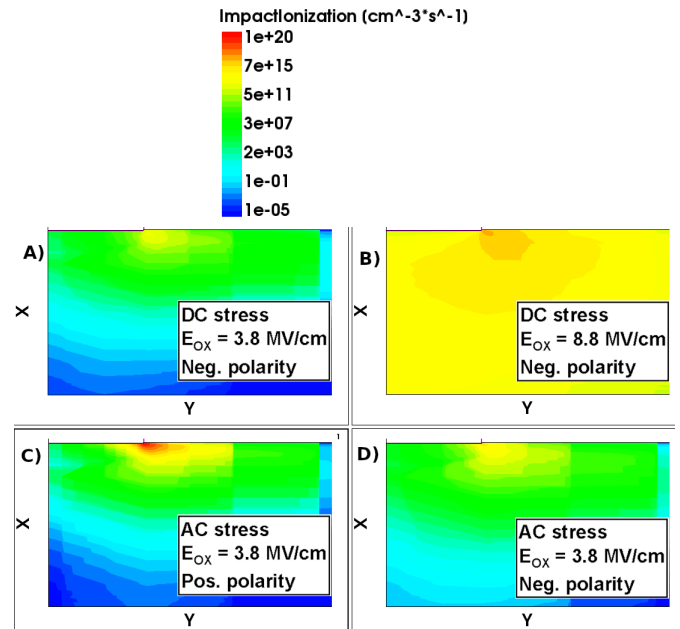 ImpactIonization (cm^-3*s^-1)
1e+20
7e+15
5e+11
3e+07
2e+03
1e-01
1e-05
A)
X
DC stress
E_OX = 3.8 MV/cm
Neg. polarity
Y
B)
X
DC stress
E_OX = 8.8 MV/cm
Neg. polarity
Y
C)
1
X
AC stress
E_OX = 3.8 MV/cm
Pos. polarity
Y
D)
X
AC stress
E_OX = 3.8 MV/cm
Neg. polarity
Y